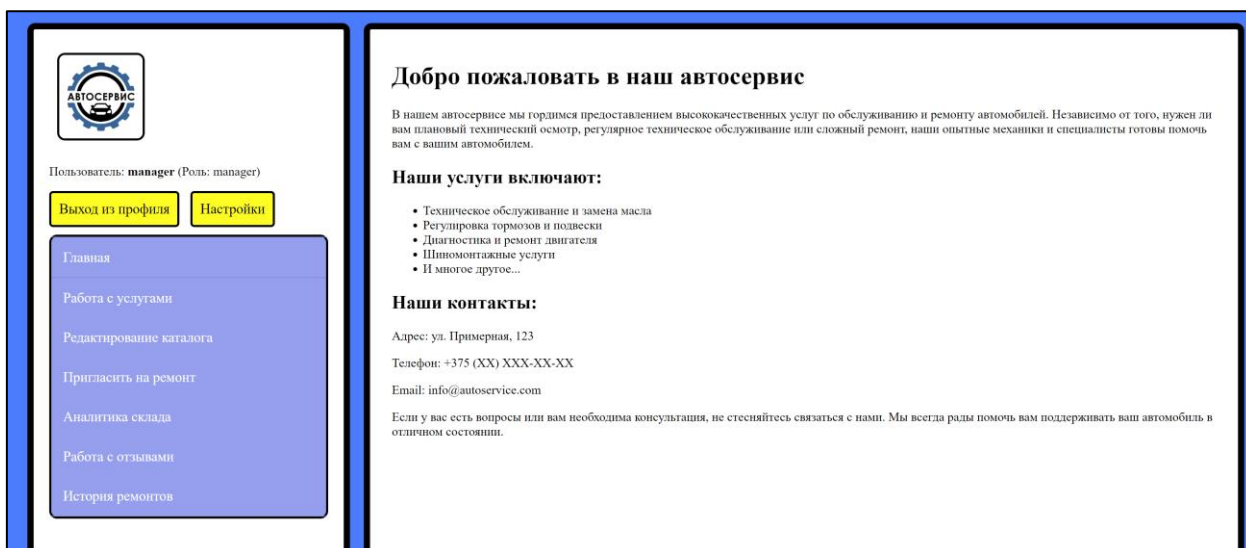 АВТОСЕРВИС
Пользователь: manager (Роль: manager)
Выход из профиля
Настройки
Главная
Работа с услугами
Редактирование каталога
Пригласить на ремонт
Аналитика склада
Работа с отзывами
История ремонтов
Добро пожаловать в наш автосервис
В нашем автосервисе мы гордимся предоставлением высококачественных услуг по обслуживанию и ремонту автомобилей. Независимо от того, нужен ли
вам плановый технический осмотр, регулярное техническое обслуживание или сложный ремонт, наши опытные механики и специалисты готовы помочь
вам с вашим автомобилем.
Наши услуги включают:
• Техническое обслуживание и замена масла
• Регулировка тормозов и подвески
• Диагностика и ремонт двигателя
• Шиномонтажные услуги
• И многое другое...
Наши контакты:
Адрес: ул. Примерная, 123
Телефон: +375 (XX) XXX-XX-XX
Email: info@autoservice.com
Если у вас есть вопросы или вам необходима консультация, не стесняйтесь связаться с нами. Мы всегда рады помочь вам поддерживать ваш автомобиль в
отличном состоянии.